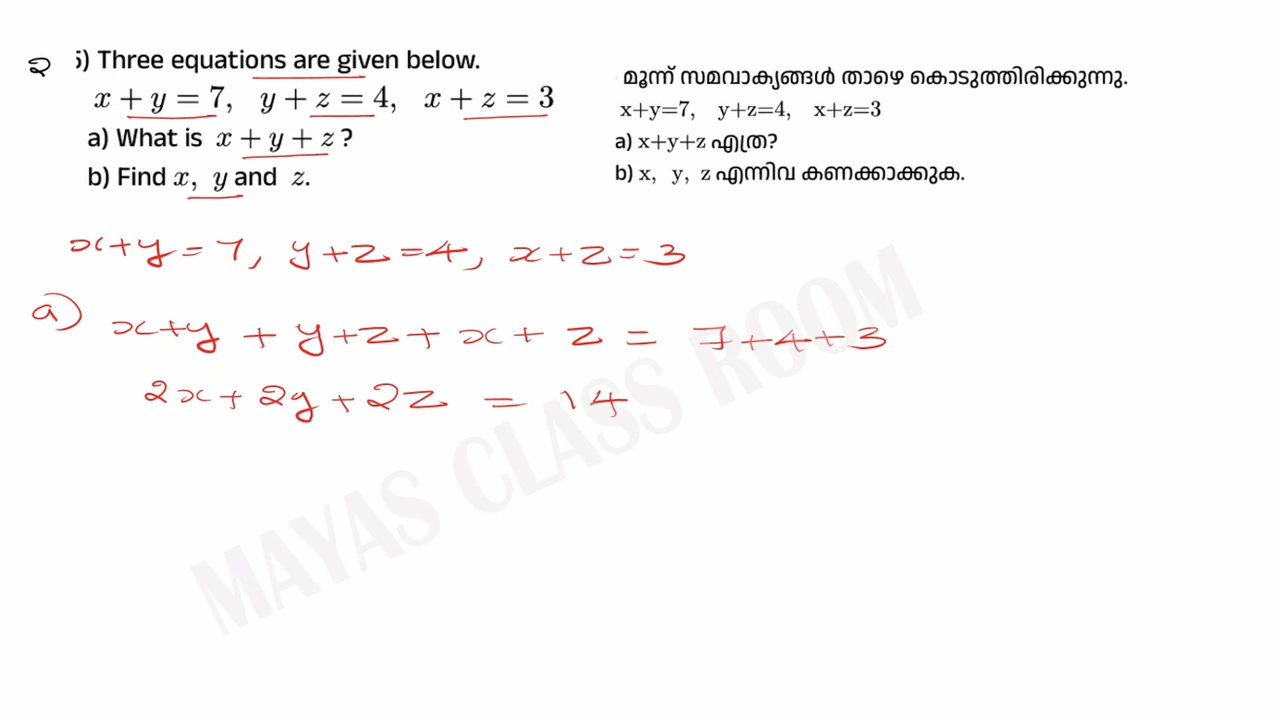 2 5) Three equations are given below.
x + y = 7, y + z = 4, x + z = 3
a) What is x + y + z ?
b) Find x, y and z.
മൂന്ന് സമവാക്യങ്ങൾ താഴെ കൊടുത്തിരിക്കുന്നു.
x+y=7, y+z=4, x+z=3
a) x+y+z എത്ര?
b) x, y, z എന്നിവ കണക്കാക്കുക.
x+y = 7, y+z = 4, x+z = 3
a) x+y + y+z + x + z = 7+4+3
2x + 2y + 2z = 14
MAYAS CLASS ROOM